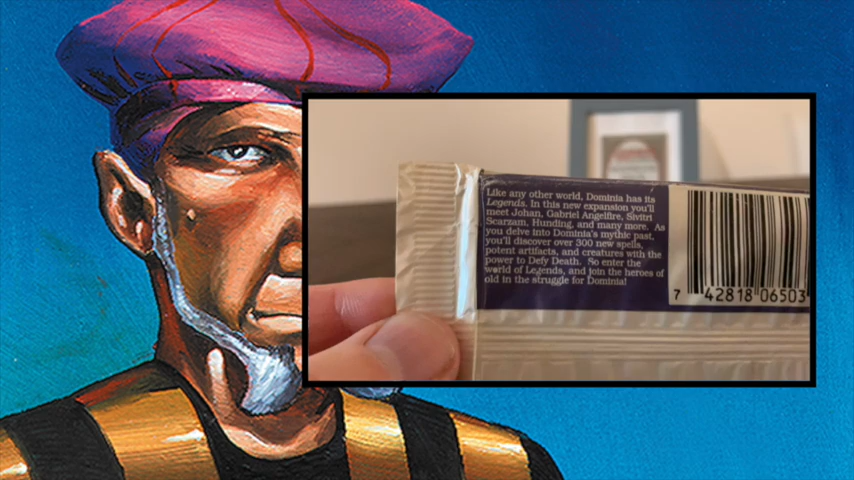 Like any other world, Dominia has its
Legends. In this new expansion you'll
meet Johan, Gabriel Angelfire, Sivitri
Scarzam, Hunding, and many more. As
you delve into Dominia's mythic past,
you'll discover over 300 new spells,
potent artifacts, and creatures with the
power to Defy Death. So enter the
world of Legends, and join the heroes of
old in the struggle for Dominia!
7 42818 06503